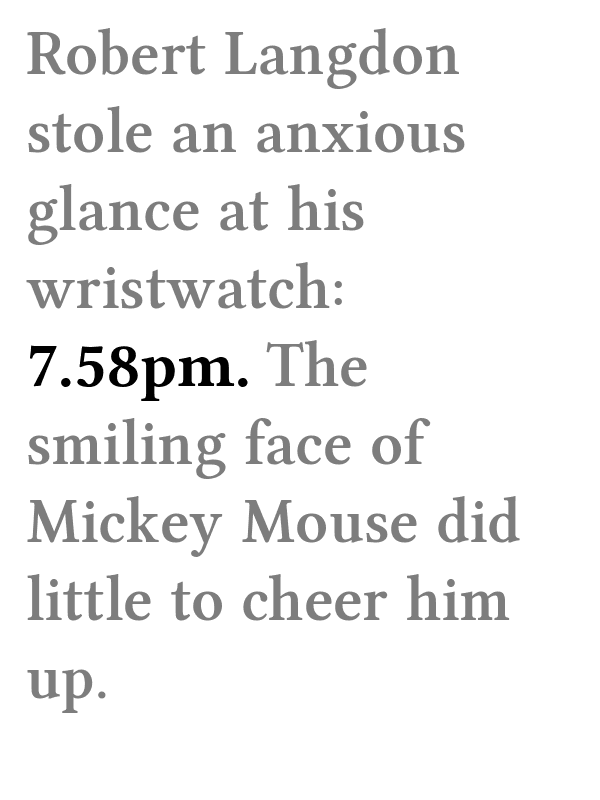 Robert Langdon
stole an anxious
glance at his
wristwatch:
7.58pm. The
smiling face of
Mickey Mouse did
little to cheer him
up.